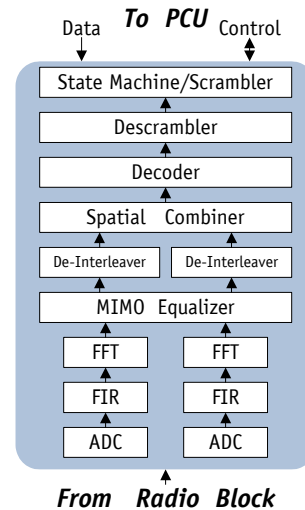 To PCU
Data Control
State Machine/Scrambler
Descrambler
Decoder
Spatial Combiner
De-Interleaver De-Interleaver
MIMO Equalizer
FFT FFT
FIR FIR
ADC ADC
From Radio Block